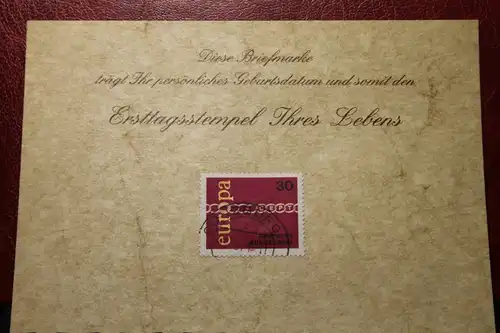 Diese Briefmarke
trägt Ihr persönliches Geburtsdatum und somit den
Ersttagsstempel Ihres Lebens
30
europa